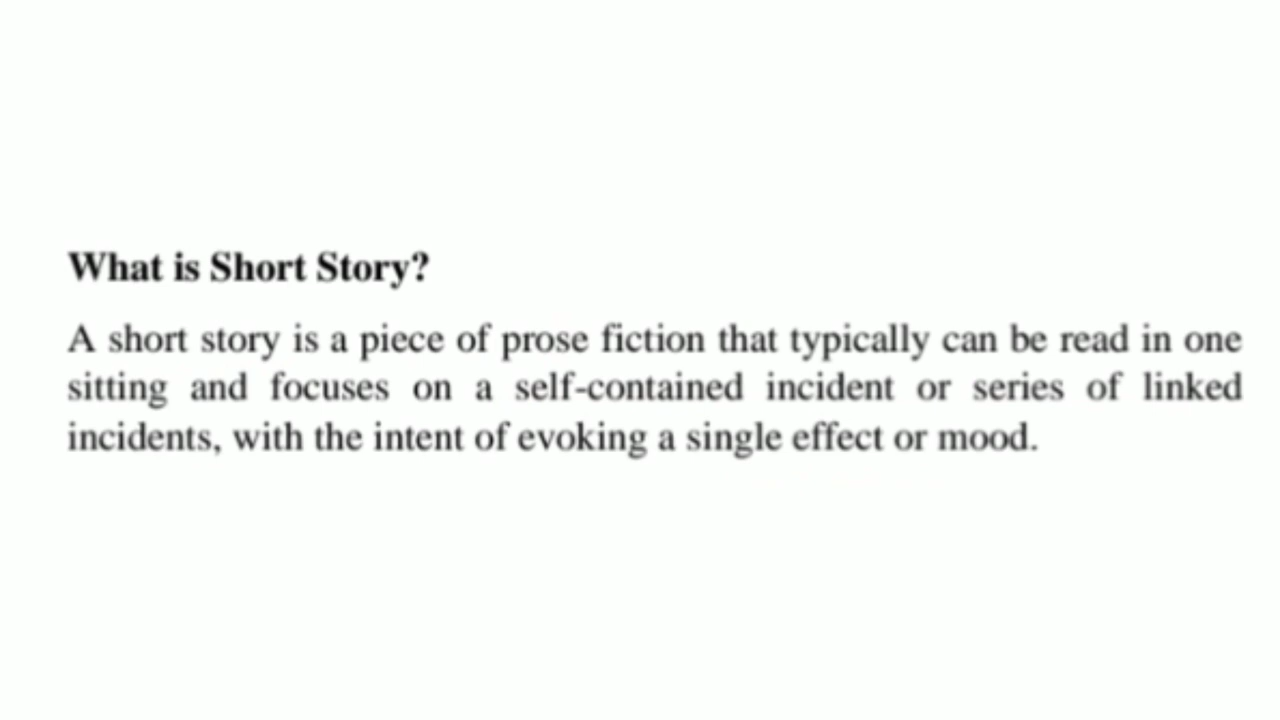 What is Short Story?
A short story is a piece of prose fiction that typically can be read in one
sitting and focuses on a self-contained incident or series of linked
incidents, with the intent of evoking a single effect or mood.